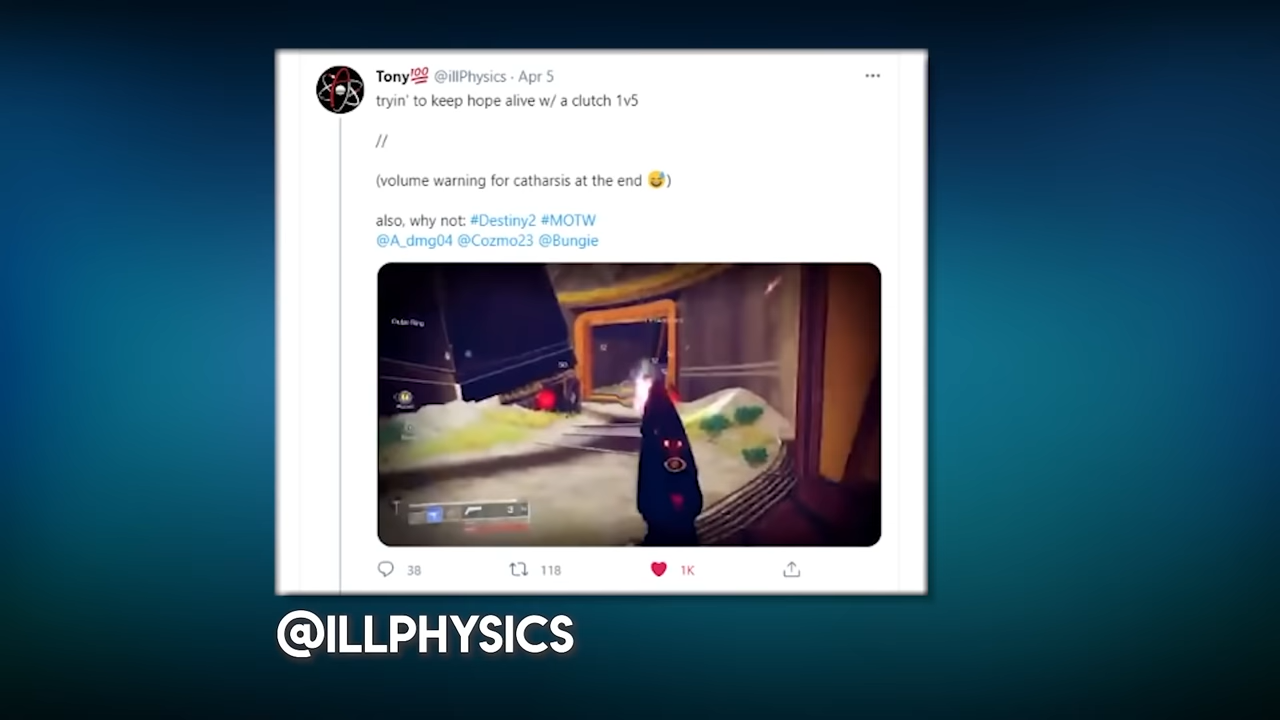 Tony💯 @illPhysics · Apr 5
tryin' to keep hope alive w/ a clutch 1v5
//
(volume warning for catharsis at the end 😅)
also, why not: #Destiny2 #MOTW
@A_dmg04 @Cozmo23 @Bungie
38 118 1K
@ILLPHYSICS